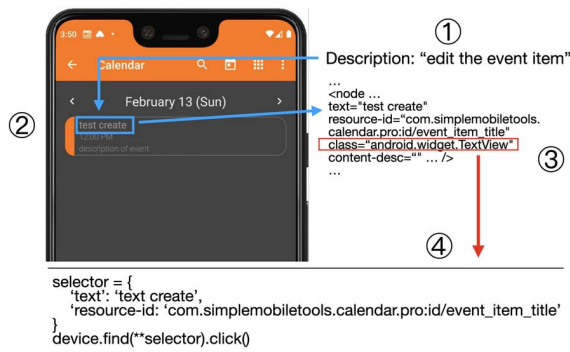 3:50
Calendar
February 13 (Sun)
test create
12:00 PM
description of event
①
Description: “edit the event item”
②
...
<node ...
text="test create"
resource-id=“com.simplemobiletools.
calendar.pro:id/event_item_title"
class=“android.widget.TextView"
content-desc=““ ... />
...
③
④
selector = {
‘text’: ‘text create’,
‘resource-id: ‘com.simplemobiletools.calendar.pro:id/event_item_title’
}
device.find(**selector).click()